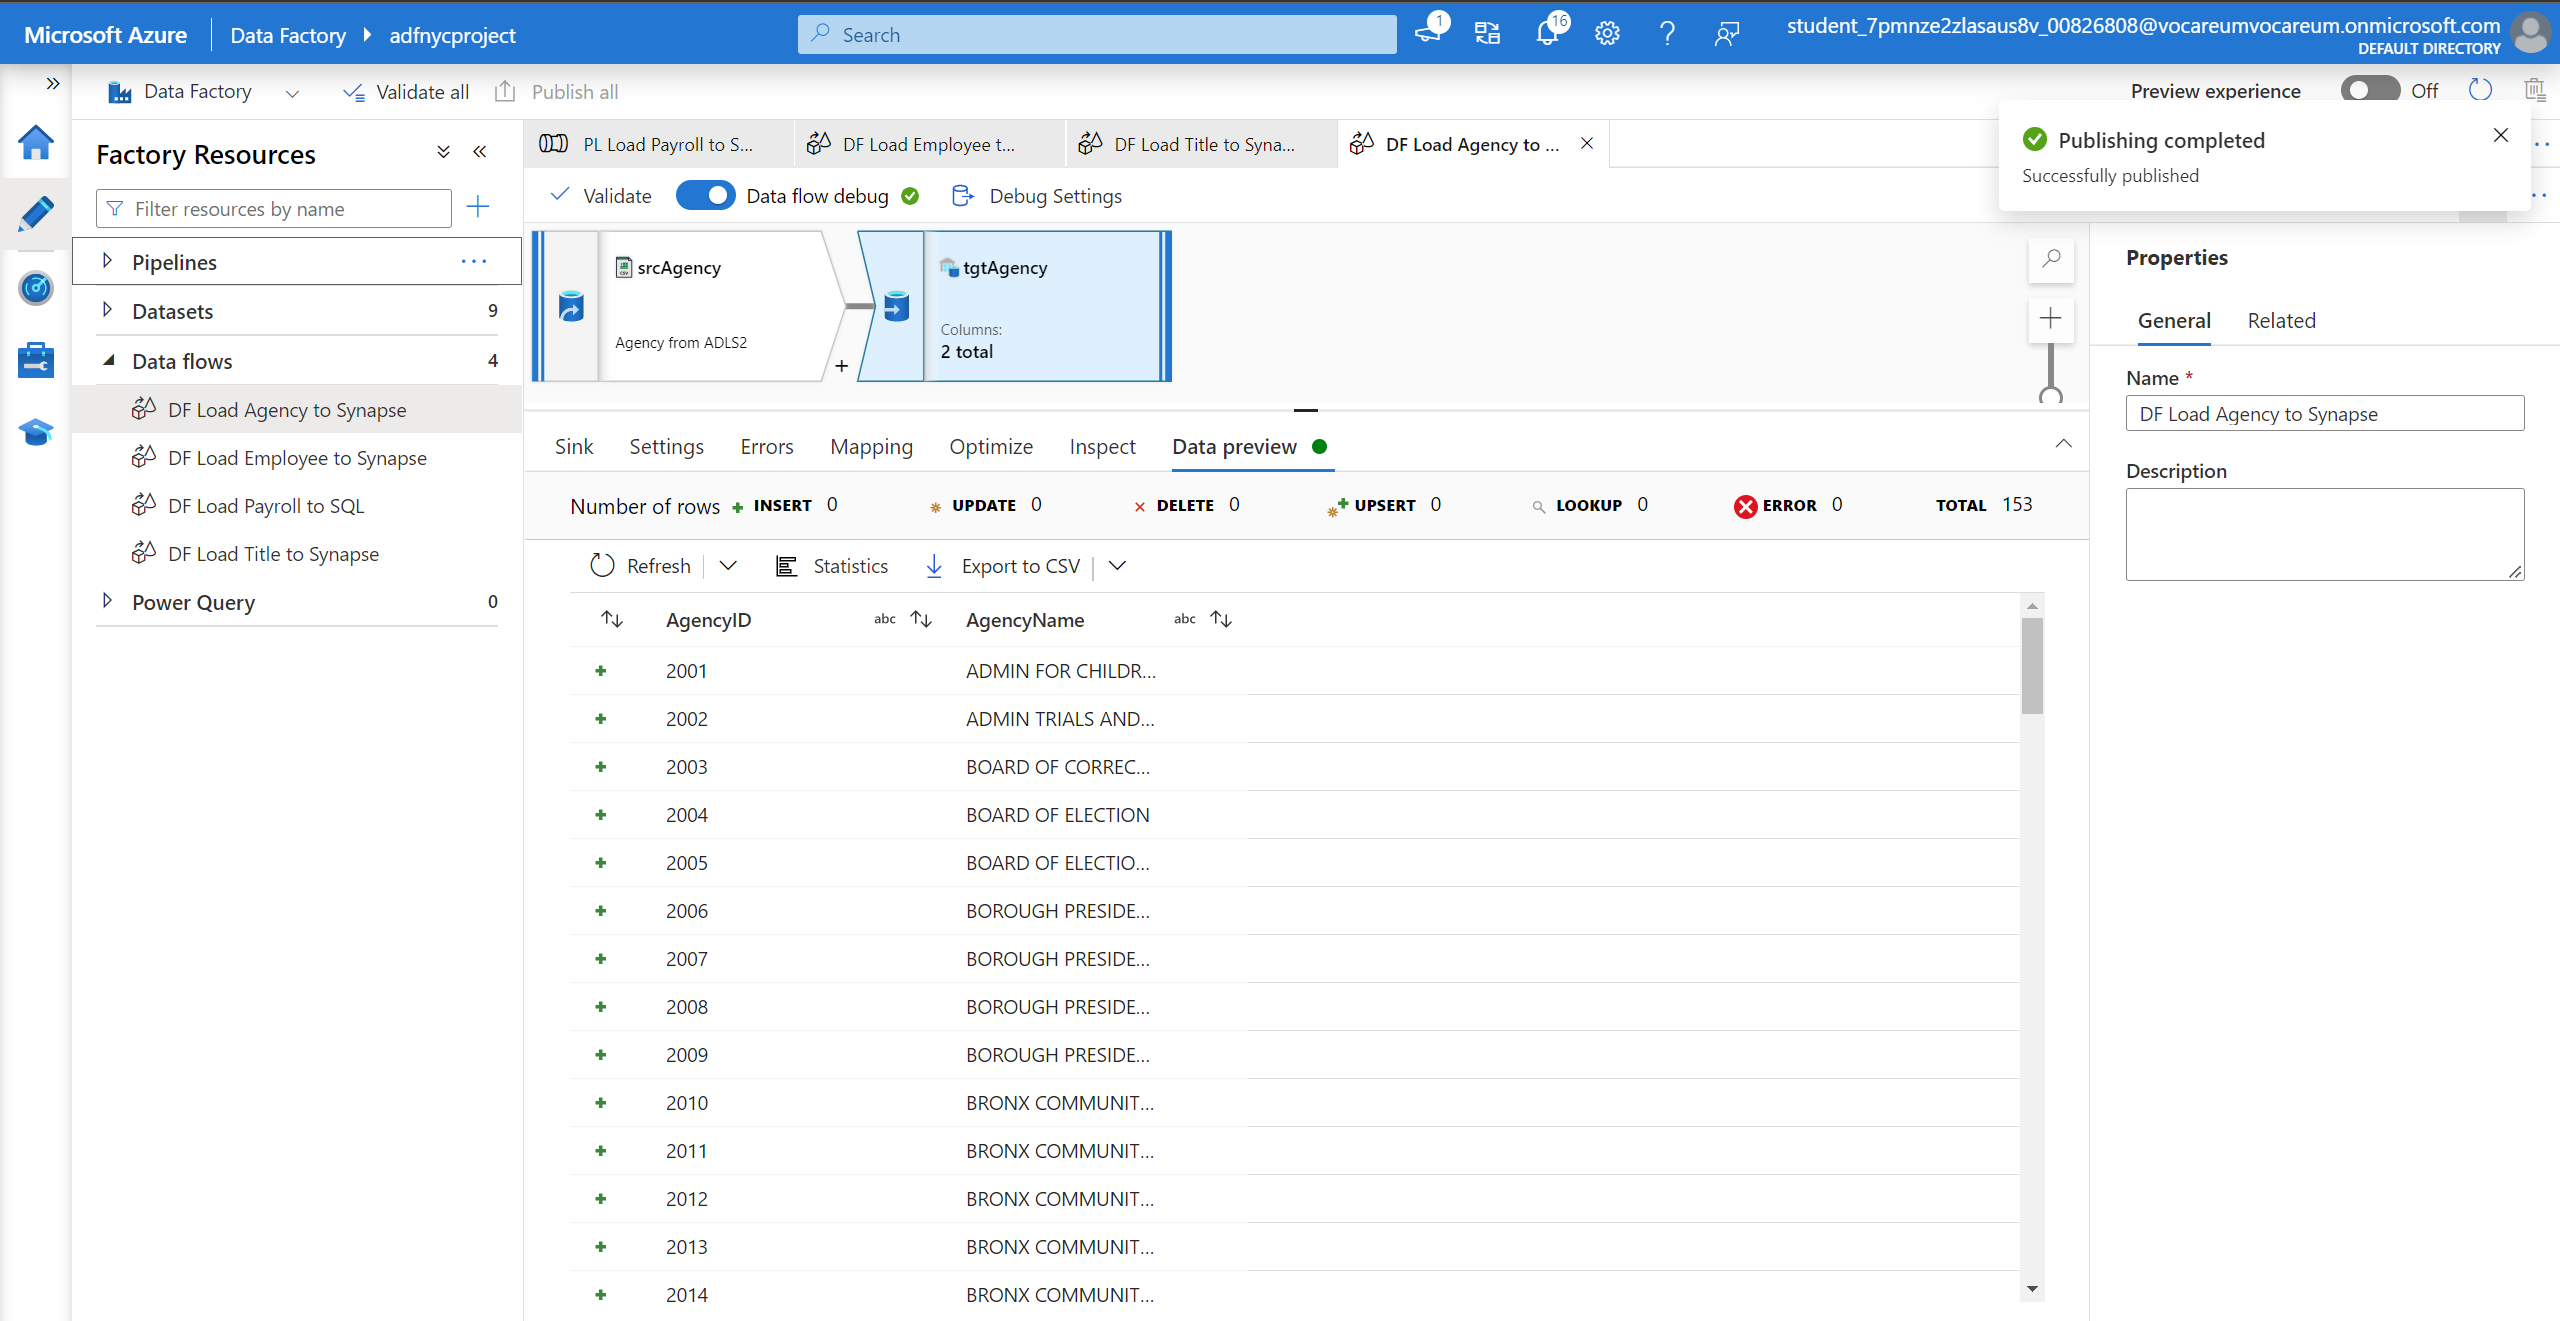 Microsoft Azure Data Factory adfnycproject Search 1 16 student_7pmnze2zlasaus8v_00826808@vocareumvocareum.onmicrosoft.com
DEFAULT DIRECTORY
Data Factory Validate all Publish all Preview experience Off
Publishing completed
Successfully published
Factory Resources
Filter resources by name
Pipelines
Datasets 9
Data flows 4
DF Load Agency to Synapse
DF Load Employee to Synapse
DF Load Payroll to SQL
DF Load Title to Synapse
Power Query 0
PL Load Payroll to S... DF Load Employee t... DF Load Title to Syna... DF Load Agency to ...
Validate Data flow debug Debug Settings
srcAgency
Agency from ADLS2
tgtAgency
Columns:
2 total
Sink Settings Errors Mapping Optimize Inspect Data preview
Number of rows INSERT 0 UPDATE 0 DELETE 0 UPSERT 0 LOOKUP 0 ERROR 0 TOTAL 153
Refresh Statistics Export to CSV
AgencyID abc AgencyName abc
2001 ADMIN FOR CHILDR...
2002 ADMIN TRIALS AND...
2003 BOARD OF CORREC...
2004 BOARD OF ELECTION
2005 BOARD OF ELECTIO...
2006 BOROUGH PRESIDE...
2007 BOROUGH PRESIDE...
2008 BOROUGH PRESIDE...
2009 BOROUGH PRESIDE...
2010 BRONX COMMUNIT...
2011 BRONX COMMUNIT...
2012 BRONX COMMUNIT...
2013 BRONX COMMUNIT...
2014 BRONX COMMUNIT...
Properties
General Related
Name *
DF Load Agency to Synapse
Description